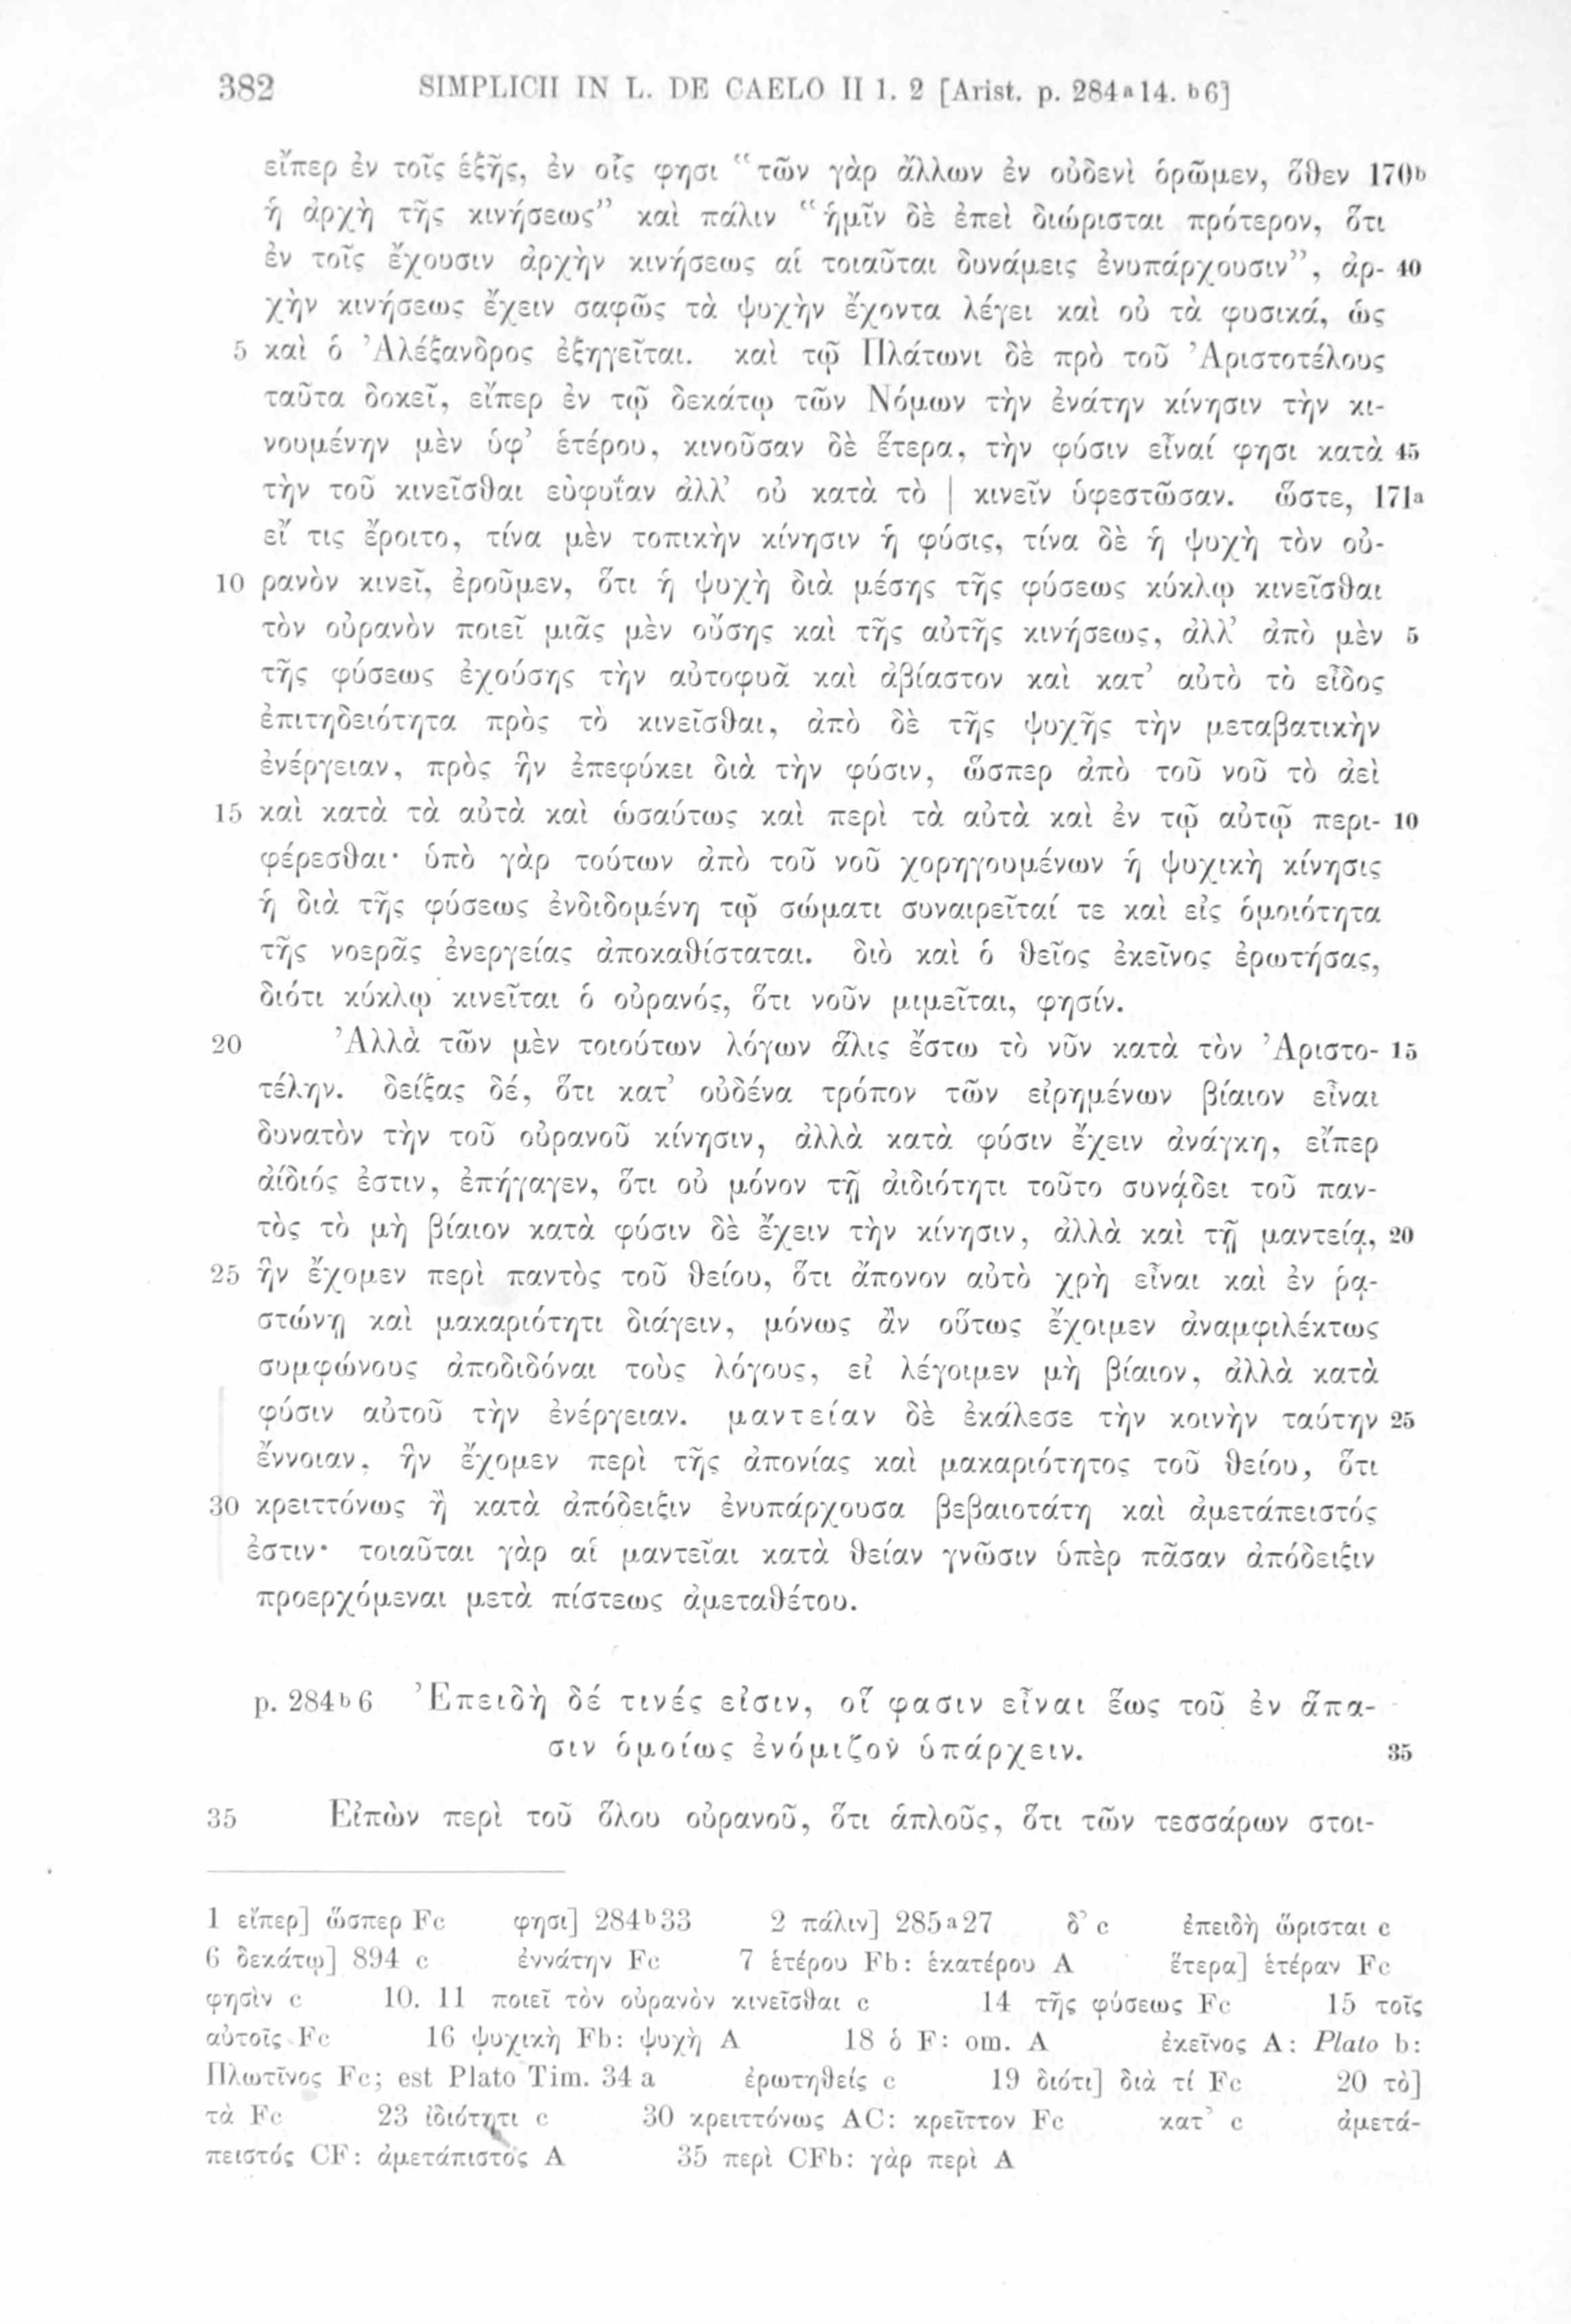 382 SIMPLICII IN L. DE CAELO II 1. 2 [Arist. p. 284a14. b6]
εἴπερ ἐν τοῖς ἑξῆς, ἐν οἷς φησι “τῶν γὰρ ἄλλων ἐν οὐδενὶ ὁρῶμεν, ὅθεν 170b
ἡ ἀρχὴ τῆς κινήσεως” καὶ πάλιν “ἡμῖν δὲ ἐπεὶ διώρισται πρότερον, ὅτι
ἐν τοῖς ἔχουσιν ἀρχὴν κινήσεως αἱ τοιαῦται δυνάμεις ἐνυπάρχουσιν”, ἀρ- 40
χὴν κινήσεως ἔχειν σαφῶς τὰ ψυχὴν ἔχοντα λέγει καὶ οὐ τὰ φυσικά, ὡς
5 καὶ ὁ Ἀλέξανδρος ἐξηγεῖται. καὶ τῷ Πλάτωνι δὲ πρὸ τοῦ Ἀριστοτέλους
ταῦτα δοκεῖ, εἴπερ ἐν τῷ δεκάτῳ τῶν Νόμων τὴν ἐνάτην κίνησιν τὴν κι-
νουμένην μὲν ὑφ’ ἑτέρου, κινοῦσαν δὲ ἕτερα, τὴν φύσιν εἶναί φησι κατὰ 45
τὴν τοῦ κινεῖσθαι εὐφυΐαν ἀλλ’ οὐ κατὰ τὸ | κινεῖν ὑφεστῶσαν. ὥστε, 171a
εἴ τις ἔροιτο, τίνα μὲν τοπικὴν κίνησιν ἡ φύσις, τίνα δὲ ἡ ψυχὴ τὸν οὐ-
10 ρανὸν κινεῖ, ἐροῦμεν, ὅτι ἡ ψυχὴ διὰ μέσης τῆς φύσεως κύκλῳ κινεῖσθαι
τὸν οὐρανὸν ποιεῖ μιᾶς μὲν οὔσης καὶ τῆς αὐτῆς κινήσεως, ἀλλ’ ἀπὸ μὲν 5
τῆς φύσεως ἐχούσης τὴν αὐτοφυᾶ καὶ ἀβίαστον καὶ κατ’ αὐτὸ τὸ εἶδος
ἐπιτηδειότητα πρὸς τὸ κινεῖσθαι, ἀπὸ δὲ τῆς ψυχῆς τὴν μεταβατικὴν
ἐνέργειαν, πρὸς ἣν ἐπεφύκει διὰ τὴν φύσιν, ὥσπερ ἀπὸ τοῦ νοῦ τὸ ἀεὶ
15 καὶ κατὰ τὰ αὐτὰ καὶ ὡσαύτως καὶ περὶ τὰ αὐτὰ καὶ ἐν τῷ αὐτῷ περι- 10
φέρεσθαι· ὑπὸ γὰρ τούτων ἀπὸ τοῦ νοῦ χορηγουμένων ἡ ψυχικὴ κίνησις
ἡ διὰ τῆς φύσεως ἐνδιδομένη τῷ σώματι συναιρεῖταί τε καὶ εἰς ὁμοιότητα
τῆς νοερᾶς ἐνεργείας ἀποκαθίσταται. διὸ καὶ ὁ θεῖος ἐκεῖνος ἐρωτήσας,
διότι κύκλῳ κινεῖται ὁ οὐρανός, ὅτι νοῦν μιμεῖται, φησίν.
20 Ἀλλὰ τῶν μὲν τοιούτων λόγων ἅλις ἔστω τὸ νῦν κατὰ τὸν Ἀριστο- 15
τέλην. δείξας δέ, ὅτι κατ’ οὐδένα τρόπον τῶν εἰρημένων βίαιον εἶναι
δυνατὸν τὴν τοῦ οὐρανοῦ κίνησιν, ἀλλὰ κατὰ φύσιν ἔχειν ἀνάγκη, εἴπερ
ἀίδιός ἐστιν, ἐπήγαγεν, ὅτι οὐ μόνον τῇ ἀιδιότητι τοῦτο συνᾴδει τοῦ παν-
τὸς τὸ μὴ βίαιον κατὰ φύσιν δὲ ἔχειν τὴν κίνησιν, ἀλλὰ καὶ τῇ μαντείᾳ, 20
25 ἣν ἔχομεν περὶ παντὸς τοῦ θείου, ὅτι ἄπονον αὐτὸ χρὴ εἶναι καὶ ἐν ῥᾳ-
στώνῃ καὶ μακαριότητι διάγειν, μόνως ἂν οὕτως ἔχοιμεν ἀναμφιλέκτως
συμφώνους ἀποδιδόναι τοὺς λόγους, εἰ λέγοιμεν μὴ βίαιον, ἀλλὰ κατὰ
φύσιν αὐτοῦ τὴν ἐνέργειαν. μαντείαν δὲ ἐκάλεσε τὴν κοινὴν ταύτην 25
ἔννοιαν, ἣν ἔχομεν περὶ τῆς ἀπονίας καὶ μακαριότητος τοῦ θείου, ὅτι
30 κρειττόνως ἢ κατὰ ἀπόδειξιν ἐνυπάρχουσα βεβαιοτάτη καὶ ἀμετάπειστός
ἐστιν· τοιαῦται γὰρ αἱ μαντεῖαι κατὰ θείαν γνῶσιν ὑπὲρ πᾶσαν ἀπόδειξιν
προερχόμεναι μετὰ πίστεως ἀμεταθέτου.
p. 284b6 Ἐπειδὴ δέ τινές εἰσιν, οἵ φασιν εἶναι ἕως τοῦ ἐν ἅπα-
σιν ὁμοίως ἐνόμιζον ὑπάρχειν. 35
35 Εἰπὼν περὶ τοῦ ὅλου οὐρανοῦ, ὅτι ἁπλοῦς, ὅτι τῶν τεσσάρων στοι-
1 εἴπερ] ὥσπερ Fc φησι] 284b33 2 πάλιν] 285a27 δ’ c ἐπειδὴ ὥρισται c
6 δεκάτῳ] 894 c ἐννάτην Fc 7 ἑτέρου Fb: ἑκατέρου A ἕτερα] ἑτέραν Fc
φησὶν c 10. 11 ποιεῖ τὸν οὐρανὸν κινεῖσθαι c 14 τῆς φύσεως Fc 15 τοῖς
αὐτοῖς Fc 16 ψυχικὴ Fb: ψυχὴ A 18 ὁ F: om. A ἐκεῖνος A: Plato b:
Πλωτῖνος Fc; est Plato Tim. 34 a ἐρωτηθείς c 19 διότι] διὰ τί Fc 20 τὸ]
τὰ Fc 23 ἰδιότητι c 30 κρειττόνως AC: κρεῖττον Fc κατ’ c ἀμετά-
πειστός CF: ἀμετάπιστος A 35 περὶ CFb: γὰρ περὶ A